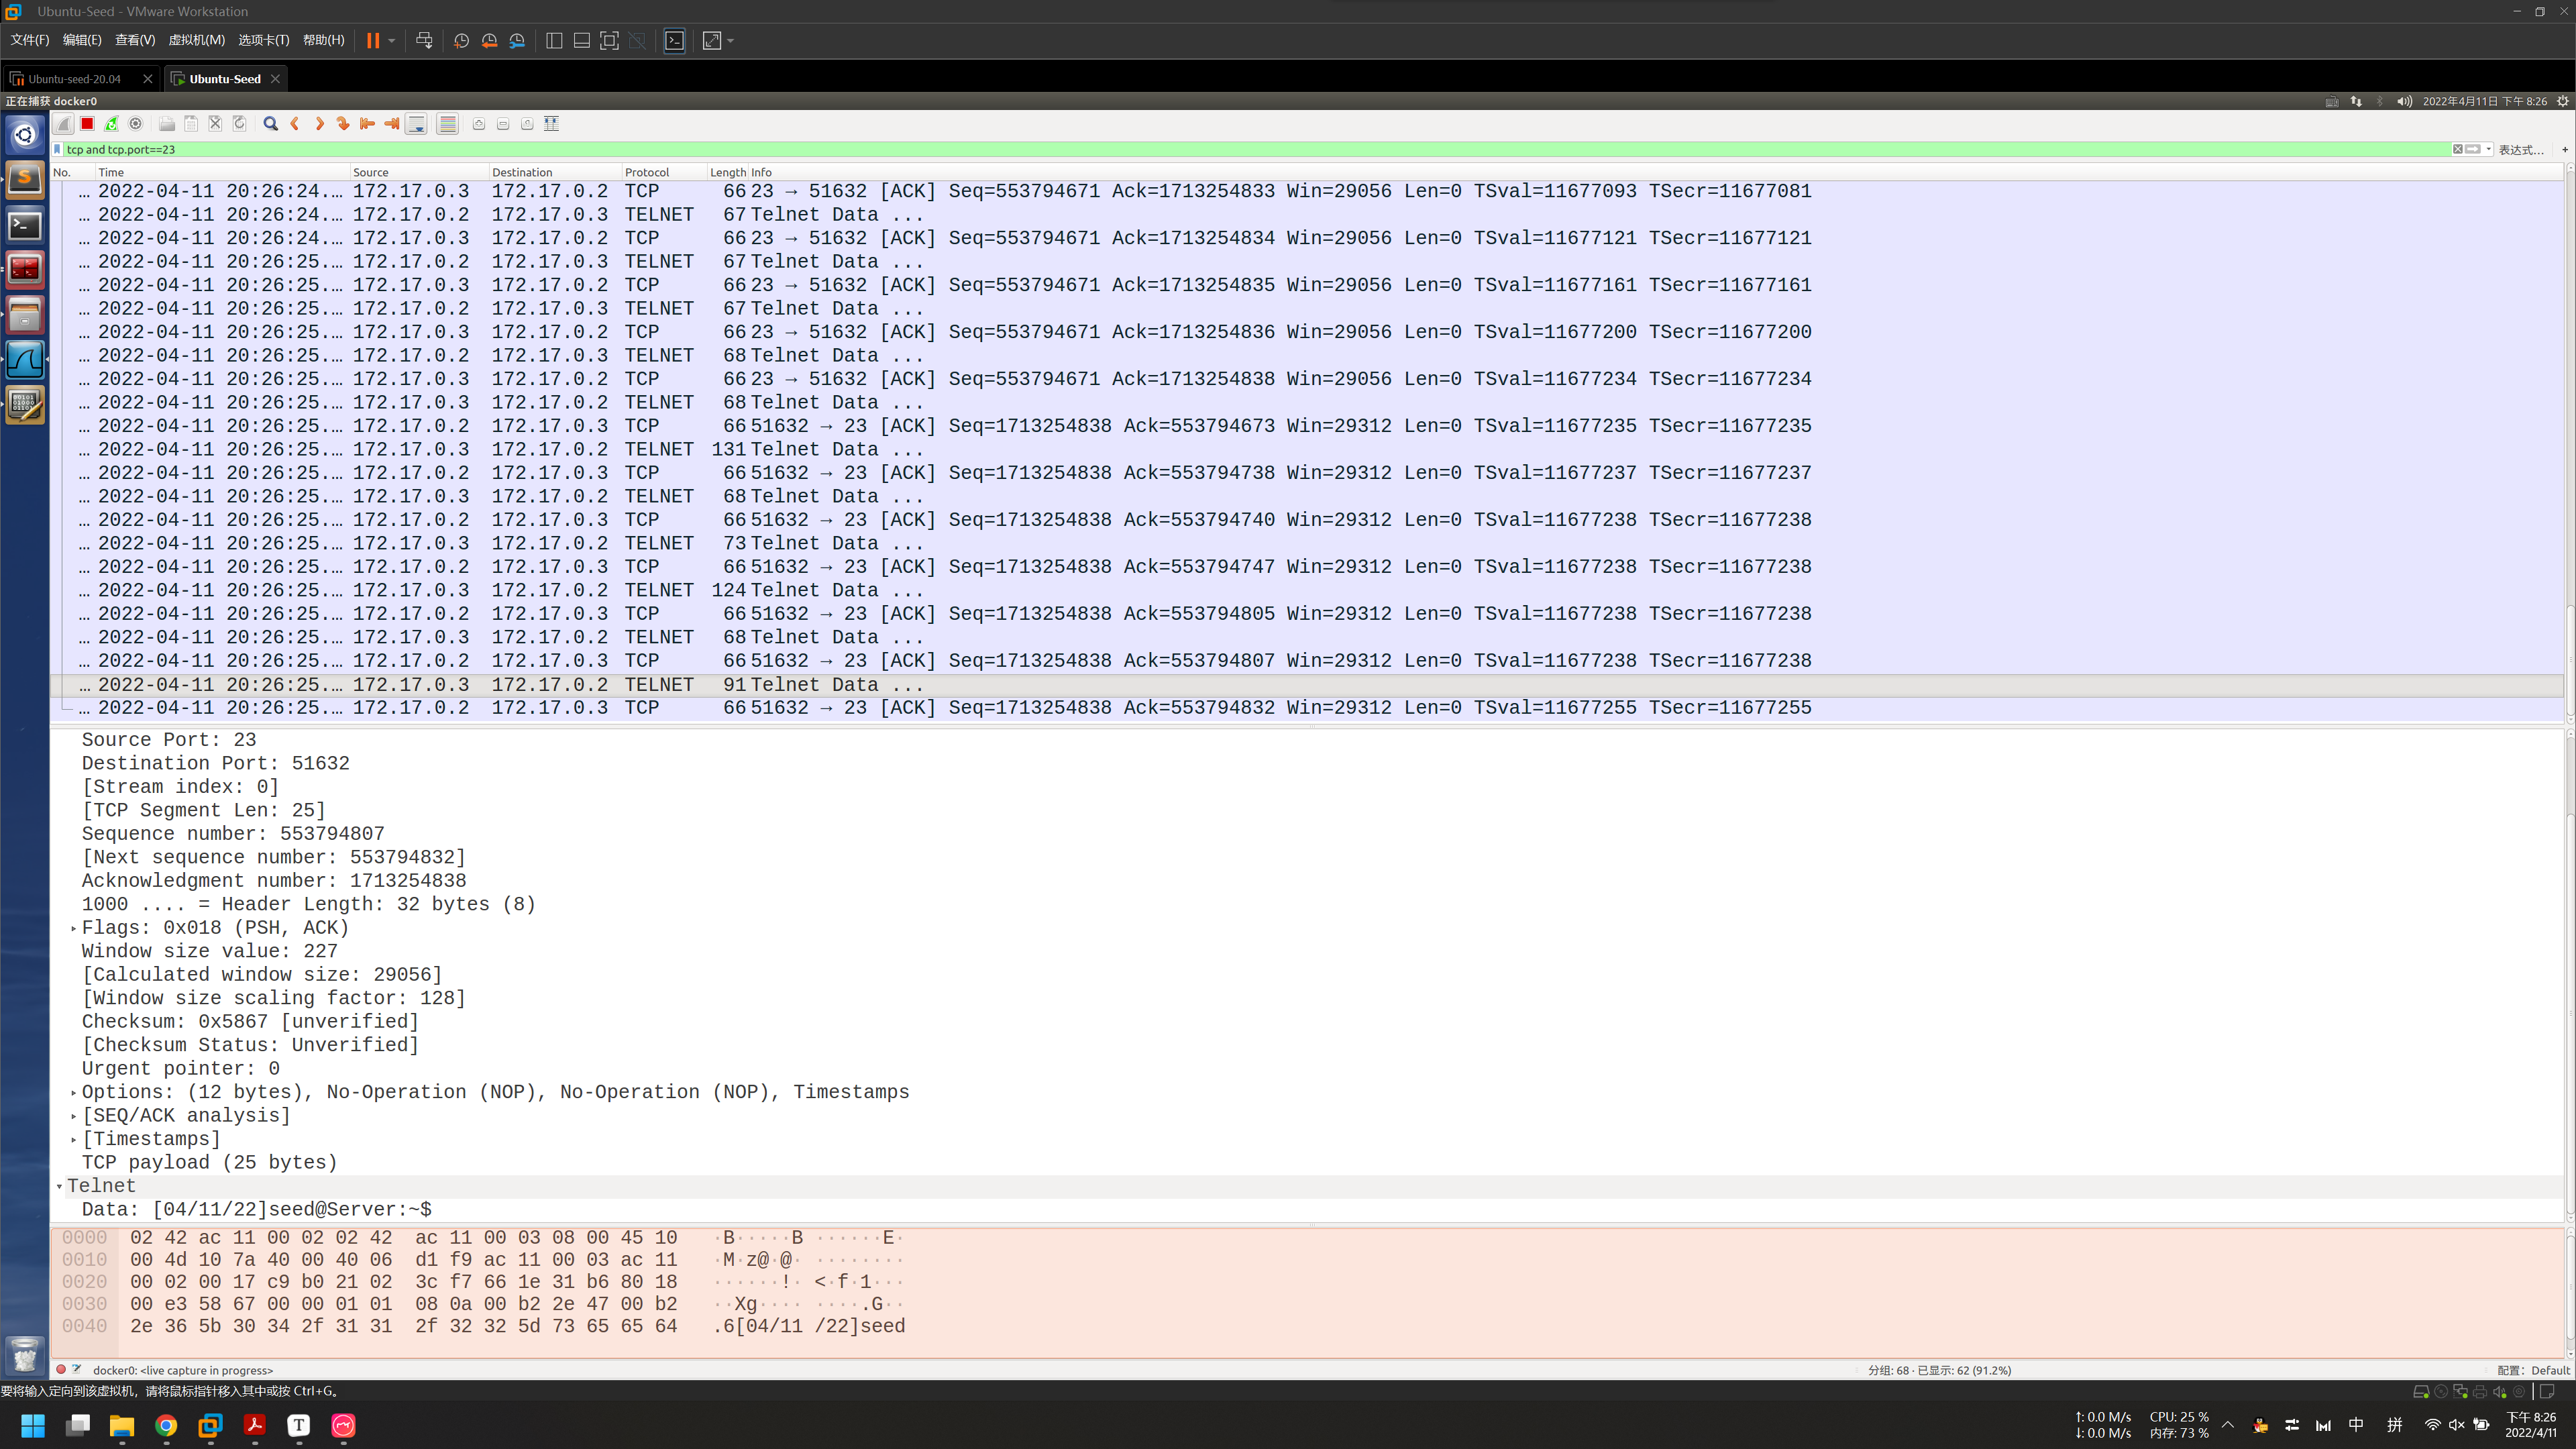 Ubuntu-Seed - VMware Workstation
文件(F) 编辑(E) 查看(V) 虚拟机(M) 选项卡(T) 帮助(H)
Ubuntu-seed-20.04 Ubuntu-Seed
正在捕获 docker0 2022年4月11日 下午 8:26
tcp and tcp.port==23 表达式… +
No. Time Source Destination Protocol Length Info
… 2022-04-11 20:26:24.… 172.17.0.3 172.17.0.2 TCP 66 23 → 51632 [ACK] Seq=553794671 Ack=1713254833 Win=29056 Len=0 TSval=11677093 TSecr=11677081
… 2022-04-11 20:26:24.… 172.17.0.2 172.17.0.3 TELNET 67 Telnet Data ...
… 2022-04-11 20:26:24.… 172.17.0.3 172.17.0.2 TCP 66 23 → 51632 [ACK] Seq=553794671 Ack=1713254834 Win=29056 Len=0 TSval=11677121 TSecr=11677121
… 2022-04-11 20:26:25.… 172.17.0.2 172.17.0.3 TELNET 67 Telnet Data ...
… 2022-04-11 20:26:25.… 172.17.0.3 172.17.0.2 TCP 66 23 → 51632 [ACK] Seq=553794671 Ack=1713254835 Win=29056 Len=0 TSval=11677161 TSecr=11677161
… 2022-04-11 20:26:25.… 172.17.0.2 172.17.0.3 TELNET 67 Telnet Data ...
… 2022-04-11 20:26:25.… 172.17.0.3 172.17.0.2 TCP 66 23 → 51632 [ACK] Seq=553794671 Ack=1713254836 Win=29056 Len=0 TSval=11677200 TSecr=11677200
… 2022-04-11 20:26:25.… 172.17.0.2 172.17.0.3 TELNET 68 Telnet Data ...
… 2022-04-11 20:26:25.… 172.17.0.3 172.17.0.2 TCP 66 23 → 51632 [ACK] Seq=553794671 Ack=1713254838 Win=29056 Len=0 TSval=11677234 TSecr=11677234
… 2022-04-11 20:26:25.… 172.17.0.3 172.17.0.2 TELNET 68 Telnet Data ...
… 2022-04-11 20:26:25.… 172.17.0.2 172.17.0.3 TCP 66 51632 → 23 [ACK] Seq=1713254838 Ack=553794673 Win=29312 Len=0 TSval=11677235 TSecr=11677235
… 2022-04-11 20:26:25.… 172.17.0.3 172.17.0.2 TELNET 131 Telnet Data ...
… 2022-04-11 20:26:25.… 172.17.0.2 172.17.0.3 TCP 66 51632 → 23 [ACK] Seq=1713254838 Ack=553794738 Win=29312 Len=0 TSval=11677237 TSecr=11677237
… 2022-04-11 20:26:25.… 172.17.0.3 172.17.0.2 TELNET 68 Telnet Data ...
… 2022-04-11 20:26:25.… 172.17.0.2 172.17.0.3 TCP 66 51632 → 23 [ACK] Seq=1713254838 Ack=553794740 Win=29312 Len=0 TSval=11677238 TSecr=11677238
… 2022-04-11 20:26:25.… 172.17.0.3 172.17.0.2 TELNET 73 Telnet Data ...
… 2022-04-11 20:26:25.… 172.17.0.2 172.17.0.3 TCP 66 51632 → 23 [ACK] Seq=1713254838 Ack=553794747 Win=29312 Len=0 TSval=11677238 TSecr=11677238
… 2022-04-11 20:26:25.… 172.17.0.3 172.17.0.2 TELNET 124 Telnet Data ...
… 2022-04-11 20:26:25.… 172.17.0.2 172.17.0.3 TCP 66 51632 → 23 [ACK] Seq=1713254838 Ack=553794805 Win=29312 Len=0 TSval=11677238 TSecr=11677238
… 2022-04-11 20:26:25.… 172.17.0.3 172.17.0.2 TELNET 68 Telnet Data ...
… 2022-04-11 20:26:25.… 172.17.0.2 172.17.0.3 TCP 66 51632 → 23 [ACK] Seq=1713254838 Ack=553794807 Win=29312 Len=0 TSval=11677238 TSecr=11677238
… 2022-04-11 20:26:25.… 172.17.0.3 172.17.0.2 TELNET 91 Telnet Data ...
… 2022-04-11 20:26:25.… 172.17.0.2 172.17.0.3 TCP 66 51632 → 23 [ACK] Seq=1713254838 Ack=553794832 Win=29312 Len=0 TSval=11677255 TSecr=11677255
Source Port: 23
Destination Port: 51632
[Stream index: 0]
[TCP Segment Len: 25]
Sequence number: 553794807
[Next sequence number: 553794832]
Acknowledgment number: 1713254838
1000 .... = Header Length: 32 bytes (8)
Flags: 0x018 (PSH, ACK)
Window size value: 227
[Calculated window size: 29056]
[Window size scaling factor: 128]
Checksum: 0x5867 [unverified]
[Checksum Status: Unverified]
Urgent pointer: 0
Options: (12 bytes), No-Operation (NOP), No-Operation (NOP), Timestamps
[SEQ/ACK analysis]
[Timestamps]
TCP payload (25 bytes)
Telnet
Data: [04/11/22]seed@Server:~$
0000 02 42 ac 11 00 02 02 42 ac 11 00 03 08 00 45 10 ·B·····B ······E·
0010 00 4d 10 7a 40 00 40 06 d1 f9 ac 11 00 03 ac 11 ·M·z@·@· ········
0020 00 02 00 17 c9 b0 21 02 3c f7 66 1e 31 b6 80 18 ······!· <·f·1···
0030 00 e3 58 67 00 00 01 01 08 0a 00 b2 2e 47 00 b2 ··Xg···· ····.G··
0040 2e 36 5b 30 34 2f 31 31 2f 32 32 5d 73 65 65 64 .6[04/11 /22]seed
docker0: <live capture in progress> 分组: 68 · 已显示: 62 (91.2%) 配置: Default
要将输入定向到该虚拟机，请将鼠标指针移入其中或按 Ctrl+G。
↑: 0.0 M/s CPU: 25 % 中 拼 下午 8:26
↓: 0.0 M/s 内存: 73 % 2022/4/11